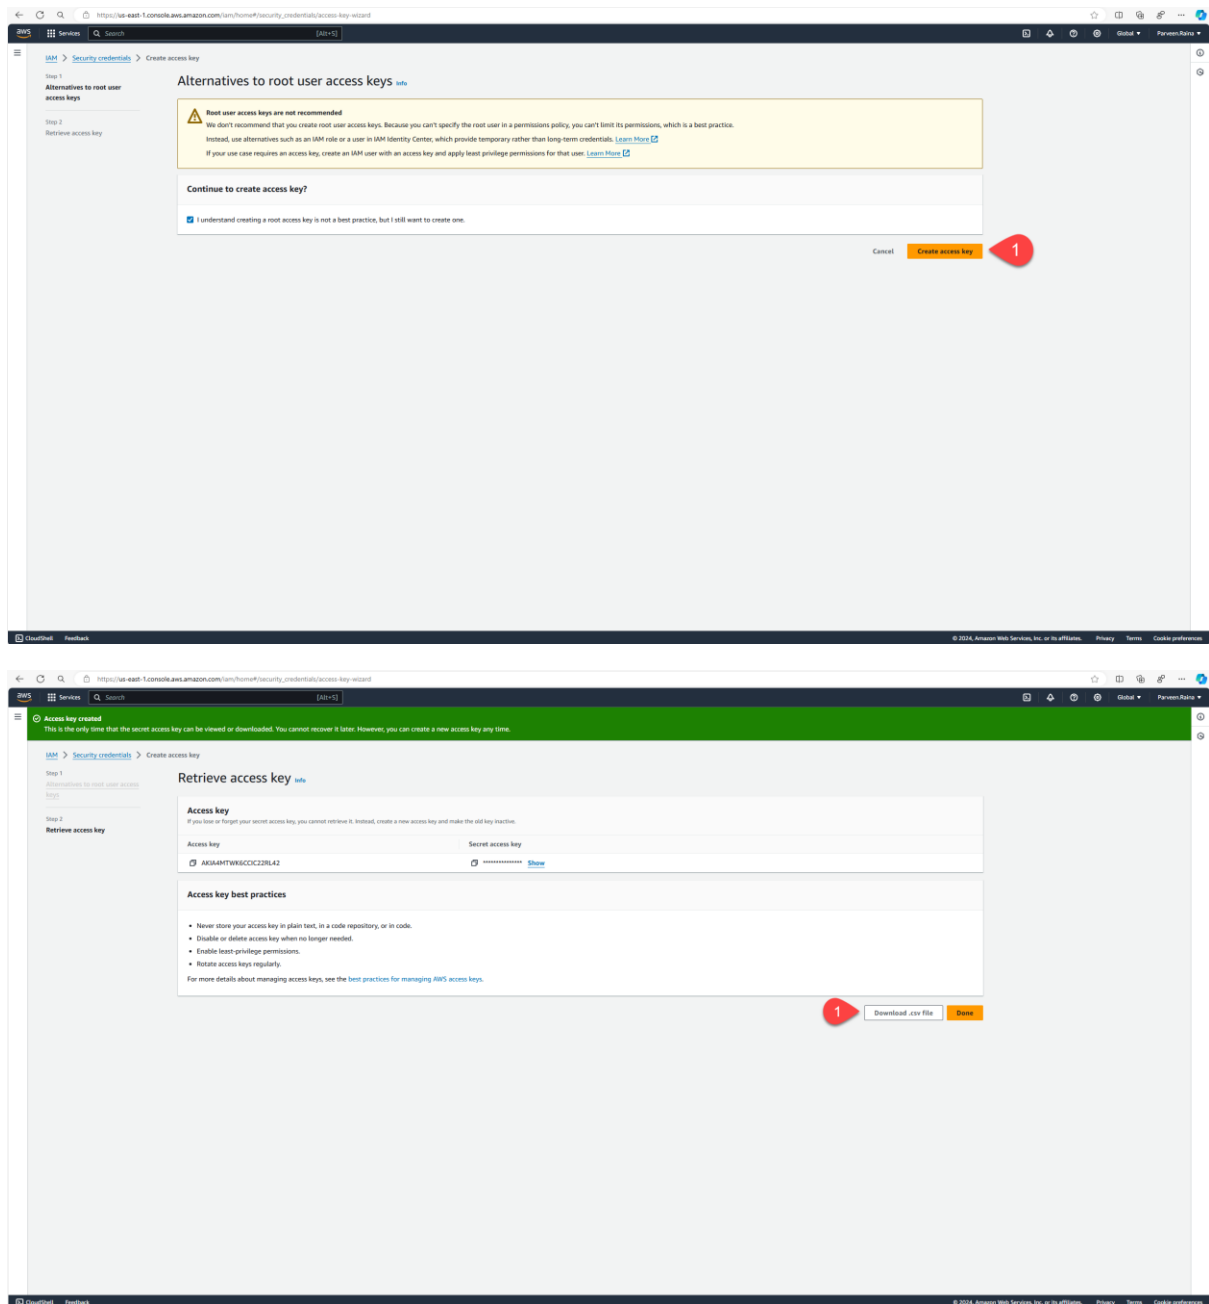 https://us-east-1.console.aws.amazon.com/iam/home#/security_credentials/access-key-wizard
aws Services Search [Alt+S] Global Parveen.Raina
IAM > Security credentials > Create access key
Step 1
Alternatives to root user
access keys
Step 2
Retrieve access key
Alternatives to root user access keys Info
Root user access keys are not recommended
We don't recommend that you create root user access keys. Because you can't specify the root user in a permissions policy, you can't limit its permissions, which is a best practice.
Instead, use alternatives such as an IAM role or a user in IAM Identity Center, which provide temporary rather than long-term credentials. Learn More
If your use case requires an access key, create an IAM user with an access key and apply least privilege permissions for that user. Learn More
Continue to create access key?
I understand creating a root access key is not a best practice, but I still want to create one.
Cancel Create access key 1
CloudShell Feedback © 2024, Amazon Web Services, Inc. or its affiliates. Privacy Terms Cookie preferences
https://us-east-1.console.aws.amazon.com/iam/home#/security_credentials/access-key-wizard
aws Services Search [Alt+S] Global Parveen.Raina
Access key created
This is the only time that the secret access key can be viewed or downloaded. You cannot recover it later. However, you can create a new access key any time.
IAM > Security credentials > Create access key
Step 1
Alternatives to root user access
keys
Step 2
Retrieve access key
Retrieve access key Info
Access key
If you lose or forget your secret access key, you cannot retrieve it. Instead, create a new access key and make the old key inactive.
Access key Secret access key
AKIA4MTWK6CCIC22RL42 *************** Show
Access key best practices
• Never store your access key in plain text, in a code repository, or in code.
• Disable or delete access key when no longer needed.
• Enable least-privilege permissions.
• Rotate access keys regularly.
For more details about managing access keys, see the best practices for managing AWS access keys.
1 Download .csv file Done
CloudShell Feedback © 2024, Amazon Web Services, Inc. or its affiliates. Privacy Terms Cookie preferences